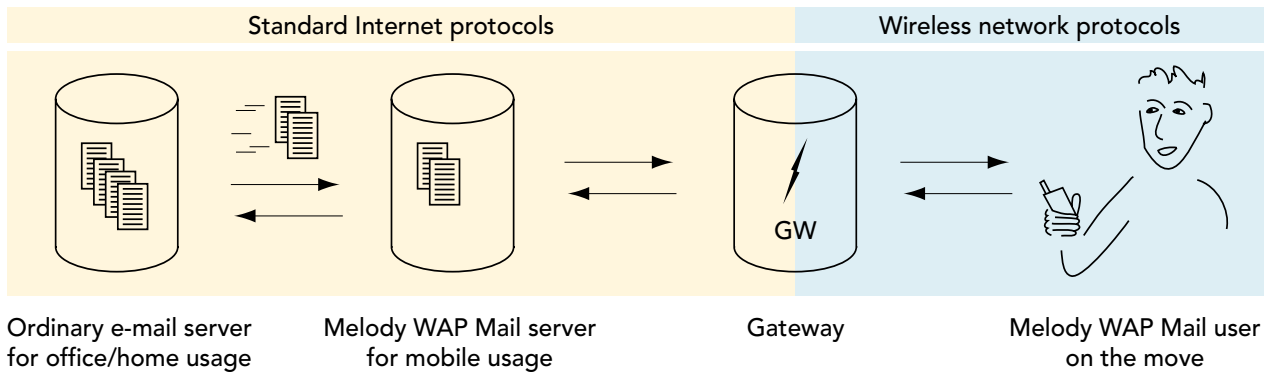 Standard Internet protocols
Wireless network protocols
GW
Ordinary e-mail server
for office/home usage
Melody WAP Mail server
for mobile usage
Gateway
Melody WAP Mail user
on the move